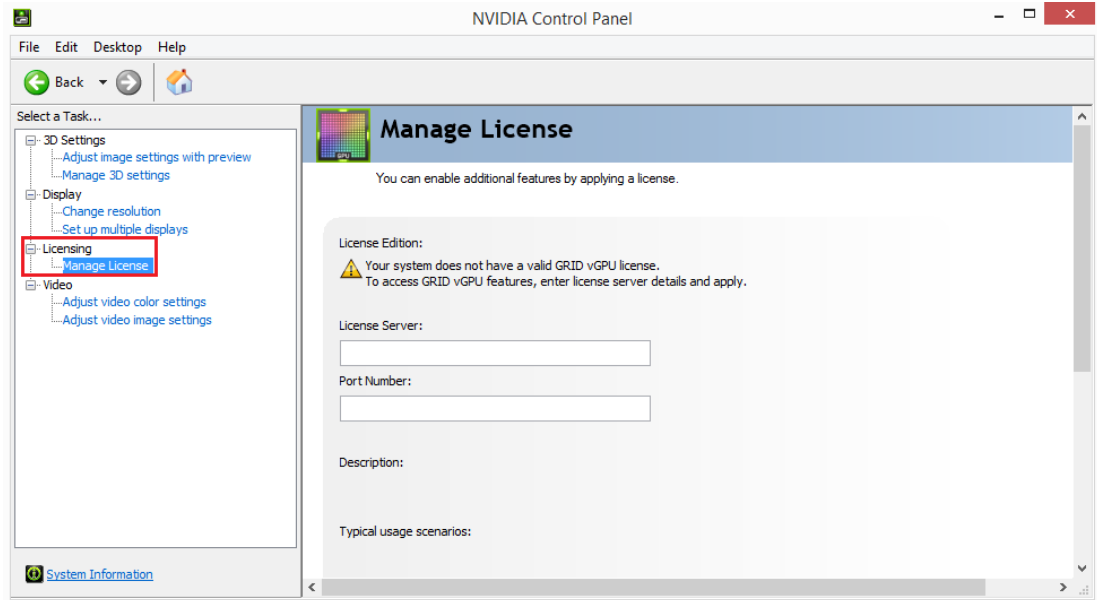 NVIDIA Control Panel
File Edit Desktop Help
Back
Select a Task...
3D Settings
Adjust image settings with preview
Manage 3D settings
Display
Change resolution
Set up multiple displays
Licensing
Manage License
Video
Adjust video color settings
Adjust video image settings
System Information
GPU
Manage License
You can enable additional features by applying a license.
License Edition:
Your system does not have a valid GRID vGPU license.
To access GRID vGPU features, enter license server details and apply.
License Server:
Port Number:
Description:
Typical usage scenarios: